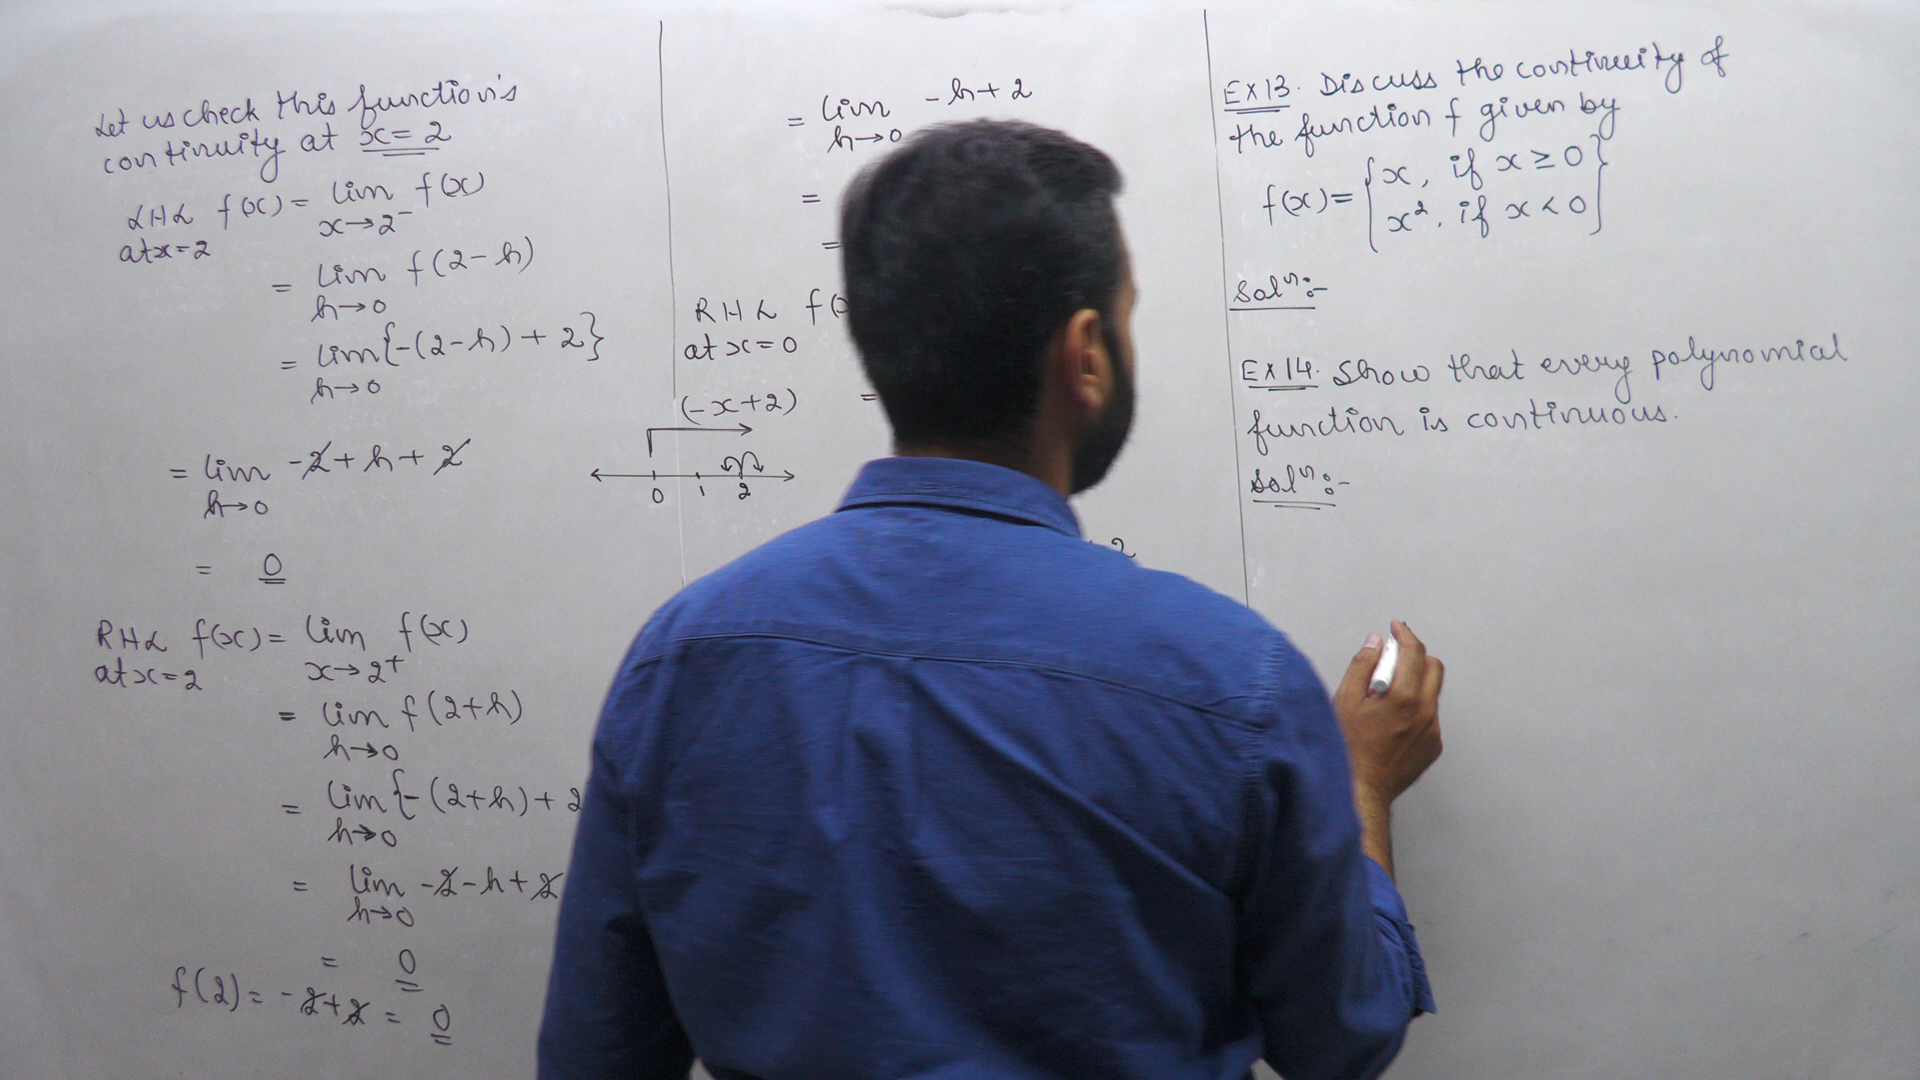 Let us check this function's
continuity at x = 2
LHL f(x) = lim f(x)
at x = 2 x→2⁻
= lim f(2-h)
h→0
= lim{-(2-h) + 2}
h→0
= lim -2 + h + 2
h→0
= 0
RHL f(x) = lim f(x)
at x = 2 x→2⁺
= lim f(2+h)
h→0
= lim{-(2+h) + 2
h→0
= lim -2 - h + 2
h→0
= 0
f(2) = -2+2 = 0
= lim -h + 2
h→0
=
=
RHL f(
at x = 0
(-x+2) =
0 1 2
2
EX 13. Discuss the continuity of
the function f given by
f(x) = {x, if x ≥ 0}
x², if x < 0
Solⁿ:-
EX 14. Show that every polynomial
function is continuous.
Solⁿ:-